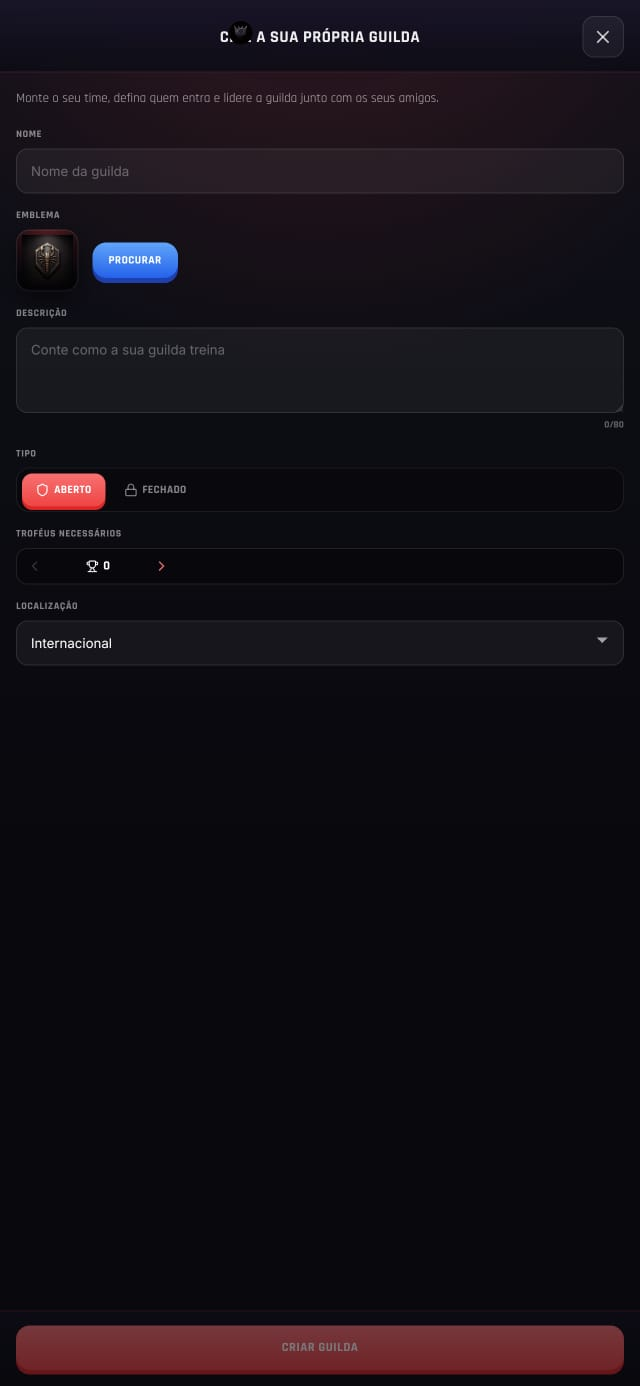 A SUA PRÓPRIA GUILDA
Monte o seu time, defina quem entra e lidere a guilda junto com os seus amigos.
NOME
Nome da guilda
EMBLEMA
PROCURAR
DESCRIÇÃO
Conte como a sua guilda treina
0/80
TIPO
ABERTO
FECHADO
TROFÉUS NECESSÁRIOS
0
LOCALIZAÇÃO
Internacional
CRIAR GUILDA